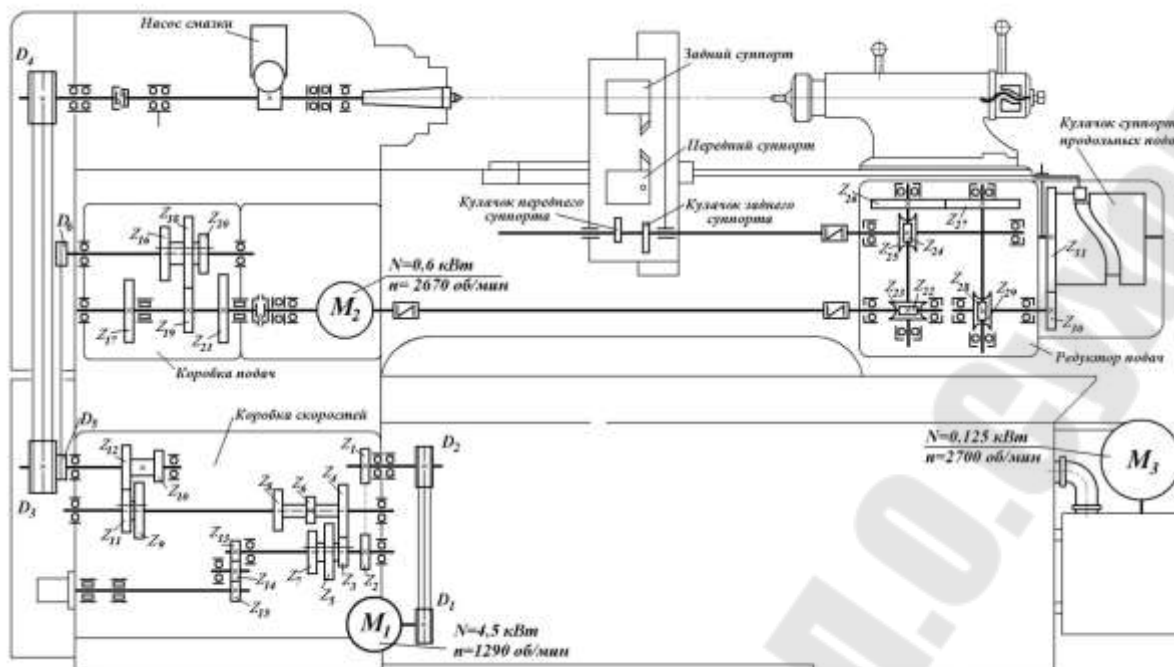 Насос смазки
D4
Задний суппорт
Кулачок суппорта
продольных пода
Передний суппорт
Кулачок переднего
суппорта
Кулачок заднего
суппорта
D6
Z16
Z18
Z20
Z26
Z27
Z25
Z24
Z31
N=0,6 кВт
n= 2670 об/мин
M2
Z17
Z19
Z21
Z23
Z22
Z28
Z29
Z30
Коробка подач
Редуктор подач
D5
Коробка скоростей
Z12
Z1
D2
N=0,125 кВт
n=2700 об/мин
M3
Z10
Z8
Z6
Z4
D3
Z11
Z9
Z15
Z14
Z13
Z7
Z5
Z3
Z2
D1
M1
N=4,5 кВт
n=1290 об/мин
П.О.Сухо